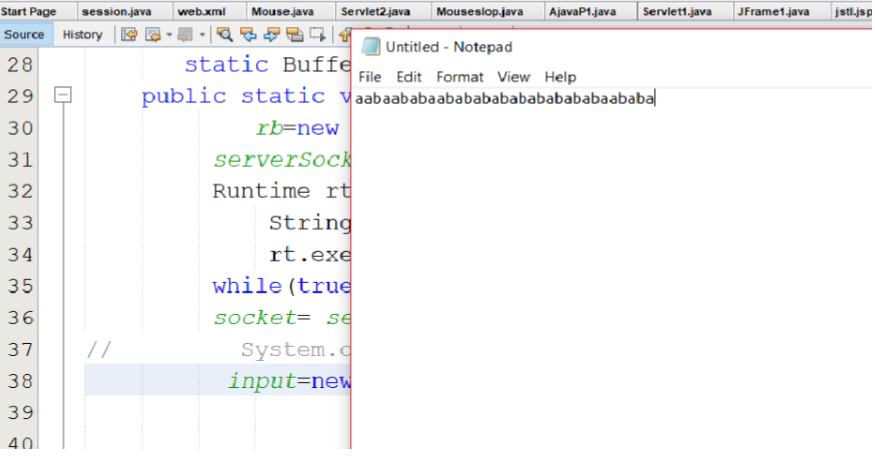 Start Page session.java web.xml Mouse.java Servlet2.java Mouseslop.java AjavaP1.java Servlet1.java JFrame1.java jstl.jsp
Source History
Untitled - Notepad
File Edit Format View Help
aabaababaabababababababababaababa
28 static Buffe
29 public static v
30 rb=new
31 serverSock
32 Runtime rt
33 String
34 rt.exe
35 while(true
36 socket= se
37 // System.o
38 input=new
39
40